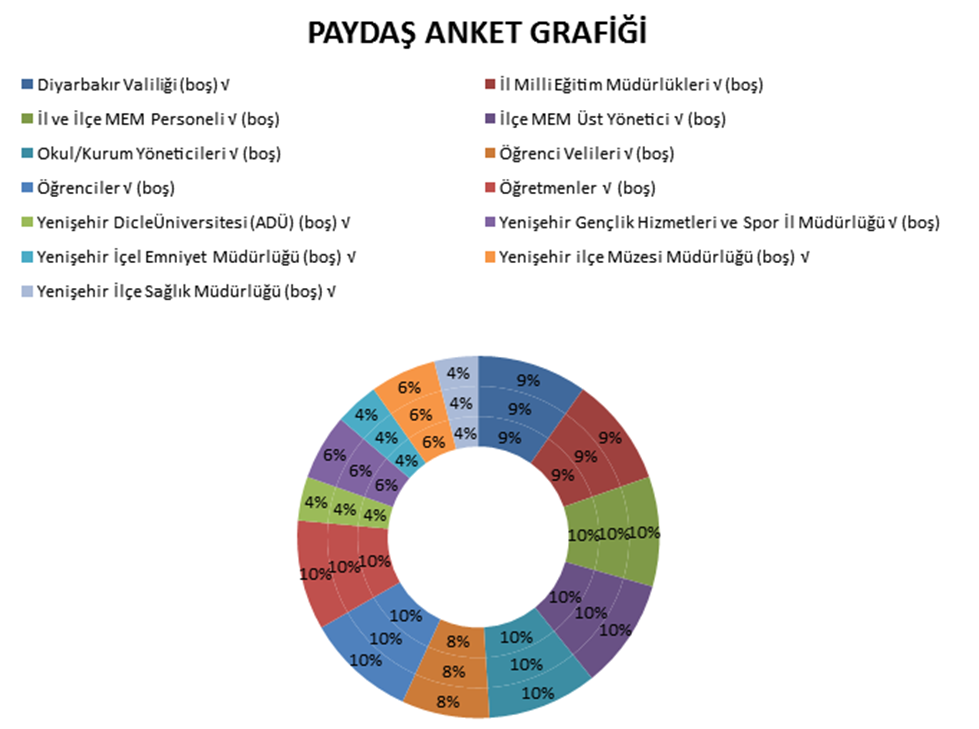 PAYDAŞ ANKET GRAFİĞİ
Diyarbakır Valiliği (boş) √
İl Milli Eğitim Müdürlükleri √ (boş)
İl ve İlçe MEM Personeli √ (boş)
İlçe MEM Üst Yönetici √ (boş)
Okul/Kurum Yöneticileri √ (boş)
Öğrenci Velileri √ (boş)
Öğrenciler √ (boş)
Öğretmenler √ (boş)
Yenişehir DicleÜniversitesi (ADÜ) (boş) √
Yenişehir Gençlik Hizmetleri ve Spor İl Müdürlüğü √ (boş)
Yenişehir İçel Emniyet Müdürlüğü (boş) √
Yenişehir ilçe Müzesi Müdürlüğü (boş) √
Yenişehir İlçe Sağlık Müdürlüğü (boş) √
9%
9%
9%
9%
9%
9%
10%
10%
10%
10%
10%
10%
10%
10%
10%
8%
8%
8%
10%
10%
10%
10%
10%
10%
4%
4%
4%
6%
6%
6%
4%
4%
4%
6%
6%
6%
4%
4%
4%